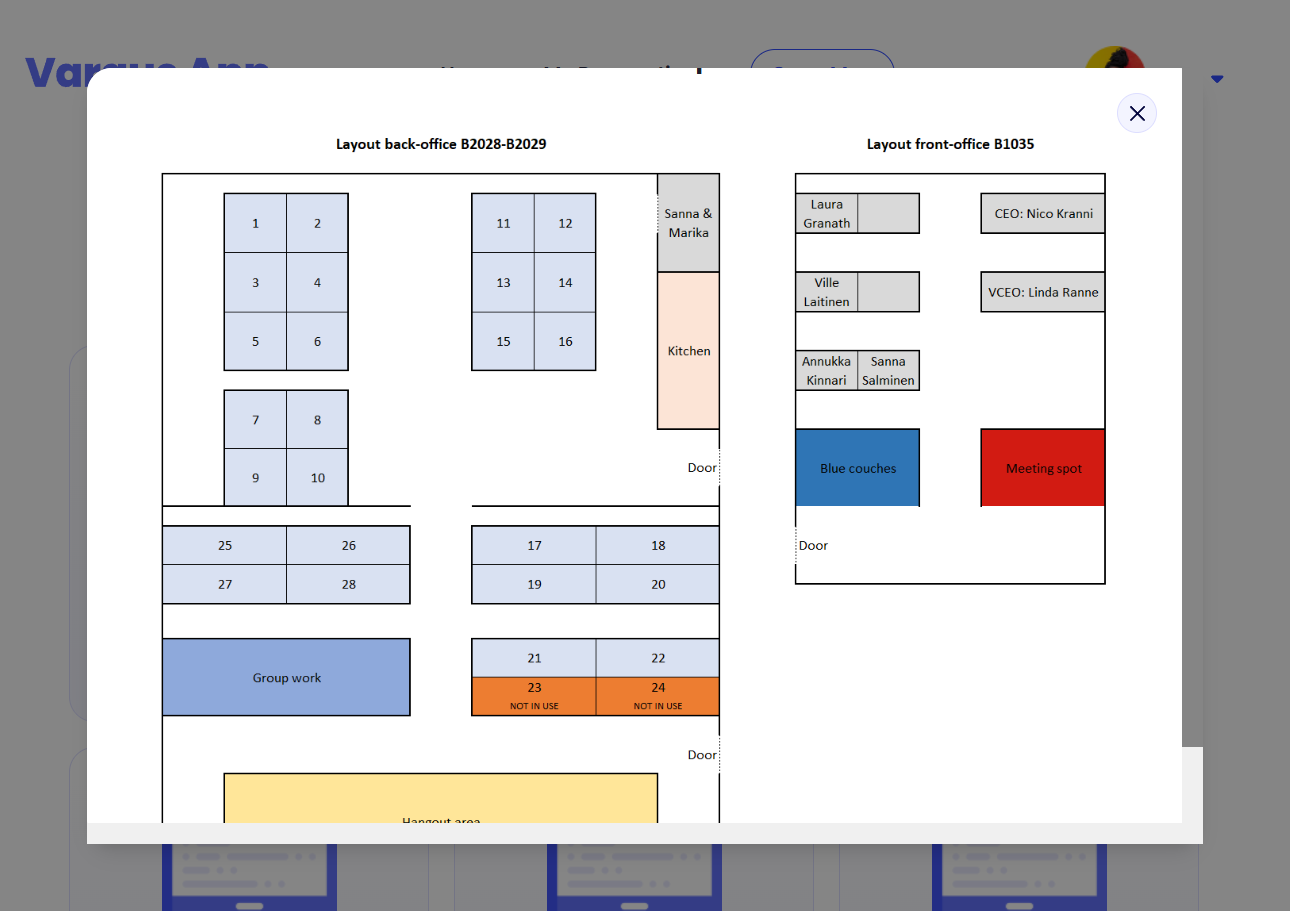 Layout back-office B2028-B2029
Layout front-office B1035
1 2
11 12
Sanna &
Marika
3 4
13 14
5 6
15 16
Kitchen
7 8
9 10
Door
25 26
17 18
27 28
19 20
Group work
21 22
23 24
NOT IN USE NOT IN USE
Door
Hangout area
Laura
Granath
CEO: Nico Kranni
Ville
Laitinen
VCEO: Linda Ranne
Annukka
Kinnari
Sanna
Salminen
Blue couches
Meeting spot
Door